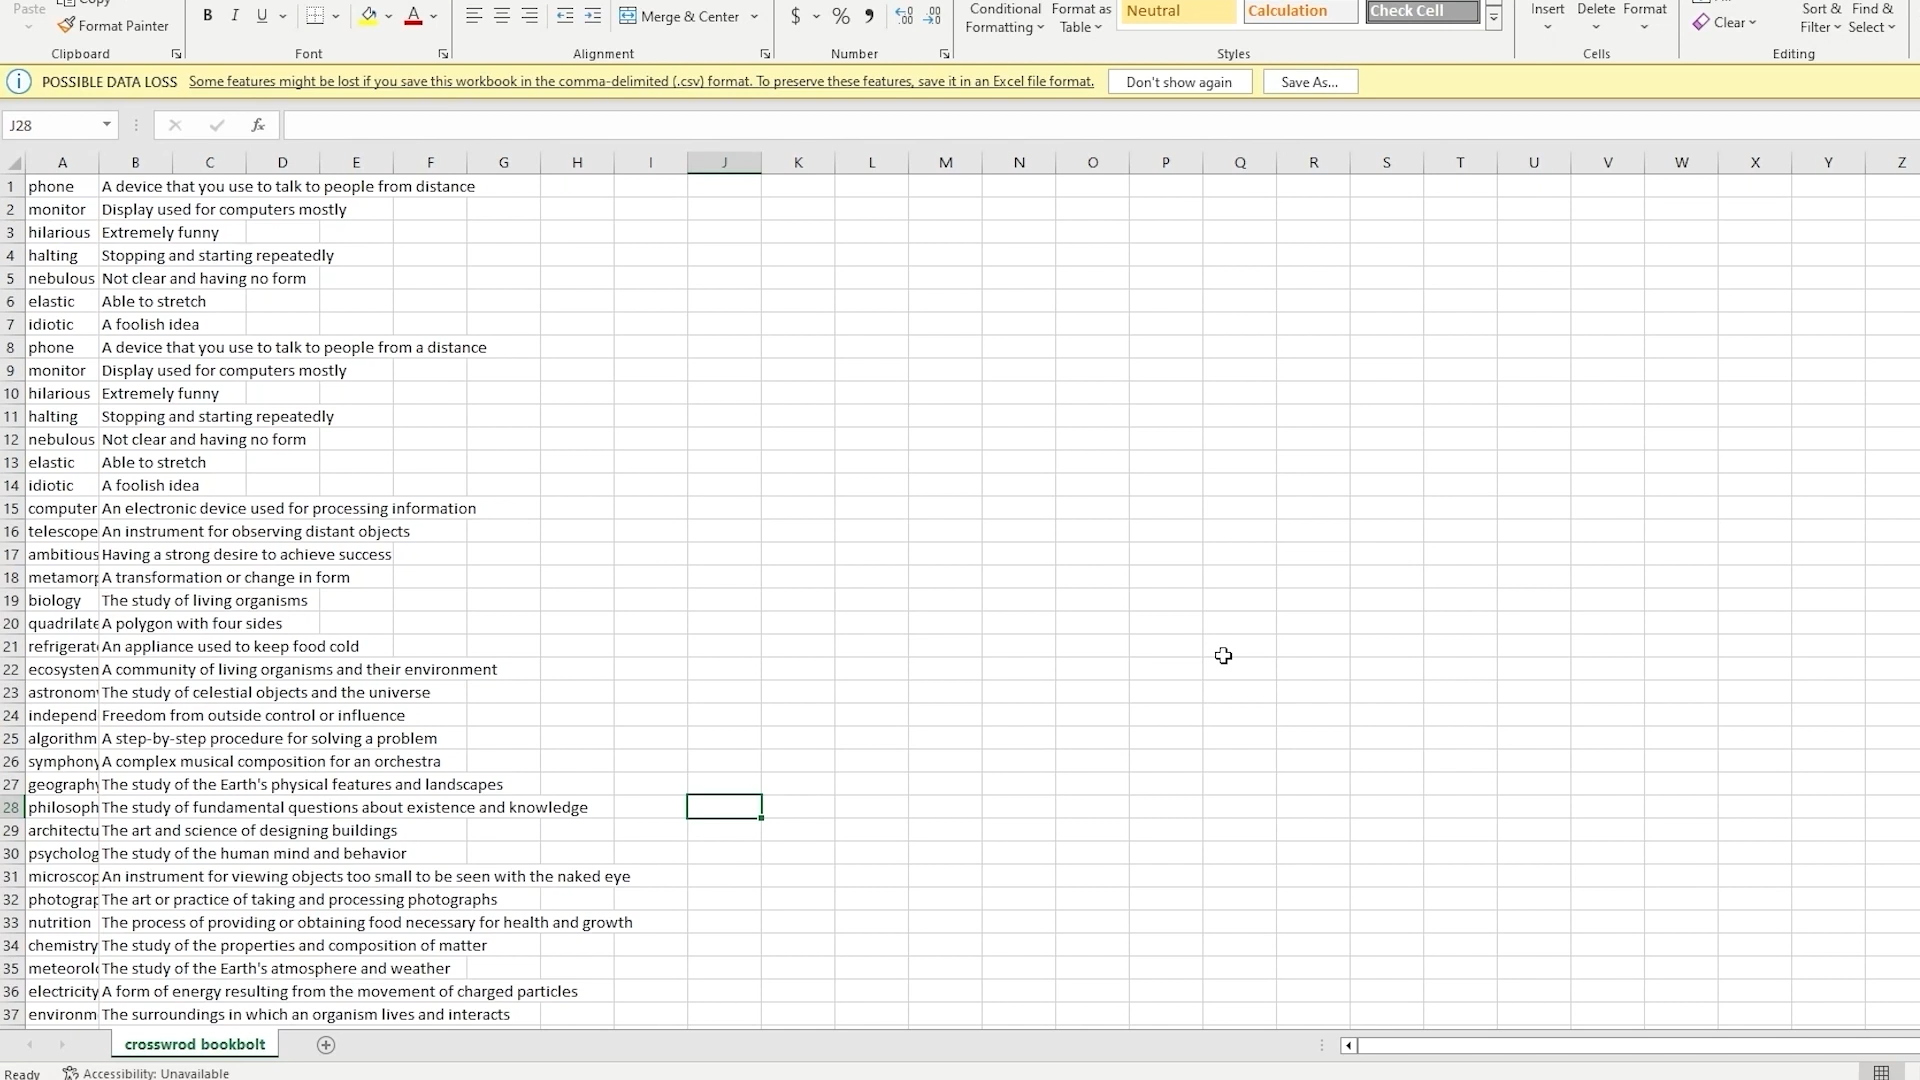 Paste
Copy
Format Painter
Clipboard
B I U
A
Font
Merge & Center
Alignment
$ % 9
Number
Conditional Formatting
Format as Table
Neutral
Calculation
Check Cell
Styles
Insert
Delete
Format
Cells
Clear
Sort & Filter
Find & Select
Editing
POSSIBLE DATA LOSS Some features might be lost if you save this workbook in the comma-delimited (.csv) format. To preserve these features, save it in an Excel file format. Don't show again Save As...
J28 fx
A B C D E F G H I J K L M N O P Q R S T U V W X Y Z
1 phone A device that you use to talk to people from distance
2 monitor Display used for computers mostly
3 hilarious Extremely funny
4 halting Stopping and starting repeatedly
5 nebulous Not clear and having no form
6 elastic Able to stretch
7 idiotic A foolish idea
8 phone A device that you use to talk to people from a distance
9 monitor Display used for computers mostly
10 hilarious Extremely funny
11 halting Stopping and starting repeatedly
12 nebulous Not clear and having no form
13 elastic Able to stretch
14 idiotic A foolish idea
15 computer An electronic device used for processing information
16 telescope An instrument for observing distant objects
17 ambitious Having a strong desire to achieve success
18 metamorp A transformation or change in form
19 biology The study of living organisms
20 quadrilate A polygon with four sides
21 refrigerat An appliance used to keep food cold
22 ecosystem A community of living organisms and their environment
23 astronomy The study of celestial objects and the universe
24 independ Freedom from outside control or influence
25 algorithm A step-by-step procedure for solving a problem
26 symphony A complex musical composition for an orchestra
27 geography The study of the Earth's physical features and landscapes
28 philosoph The study of fundamental questions about existence and knowledge
29 architectu The art and science of designing buildings
30 psycholog The study of the human mind and behavior
31 microscop An instrument for viewing objects too small to be seen with the naked eye
32 photograp The art or practice of taking and processing photographs
33 nutrition The process of providing or obtaining food necessary for health and growth
34 chemistry The study of the properties and composition of matter
35 meteorol The study of the Earth's atmosphere and weather
36 electricity A form of energy resulting from the movement of charged particles
37 environm The surroundings in which an organism lives and interacts
crosswrod bookbolt
Ready Accessibility: Unavailable